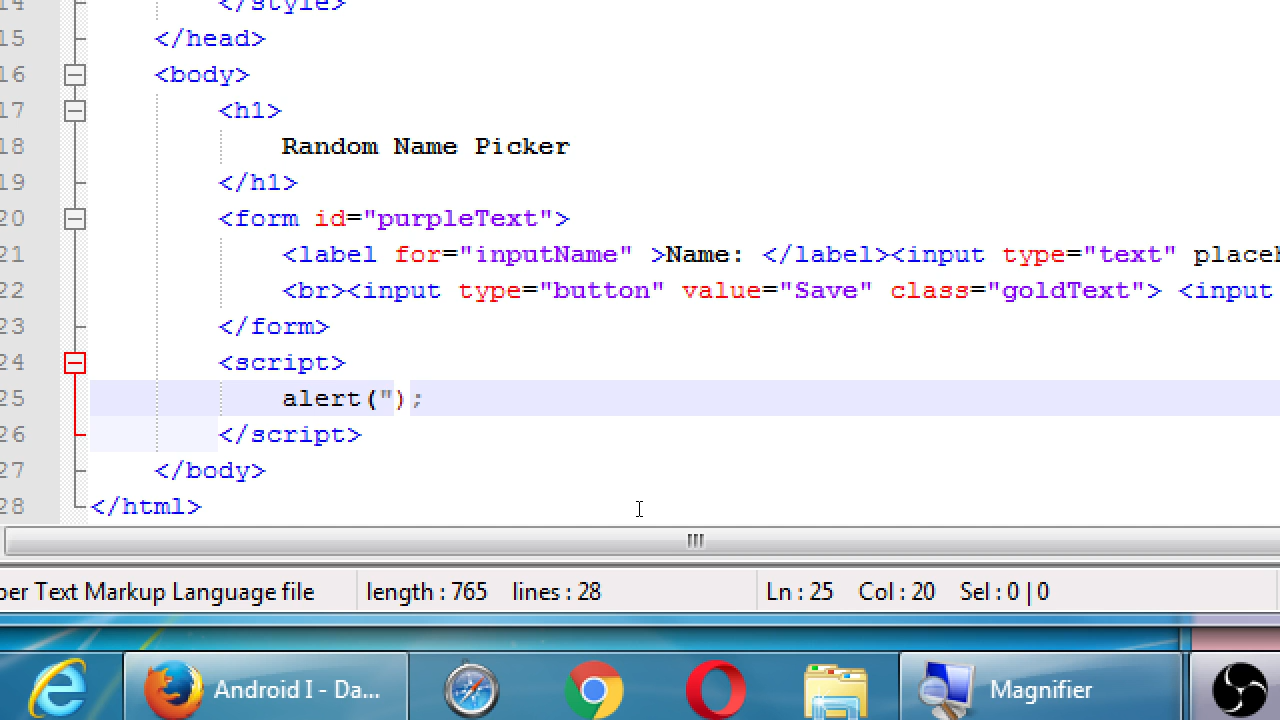 14 </style>
15 </head>
16 <body>
17 <h1>
18 Random Name Picker
19 </h1>
20 <form id="purpleText">
21 <label for="inputName" >Name: </label><input type="text" placeh
22 <br><input type="button" value="Save" class="goldText"> <input
23 </form>
24 <script>
25 alert(");
26 </script>
27 </body>
28 </html>
per Text Markup Language file length : 765 lines : 28 Ln : 25 Col : 20 Sel : 0 | 0
Android I - Da... Magnifier